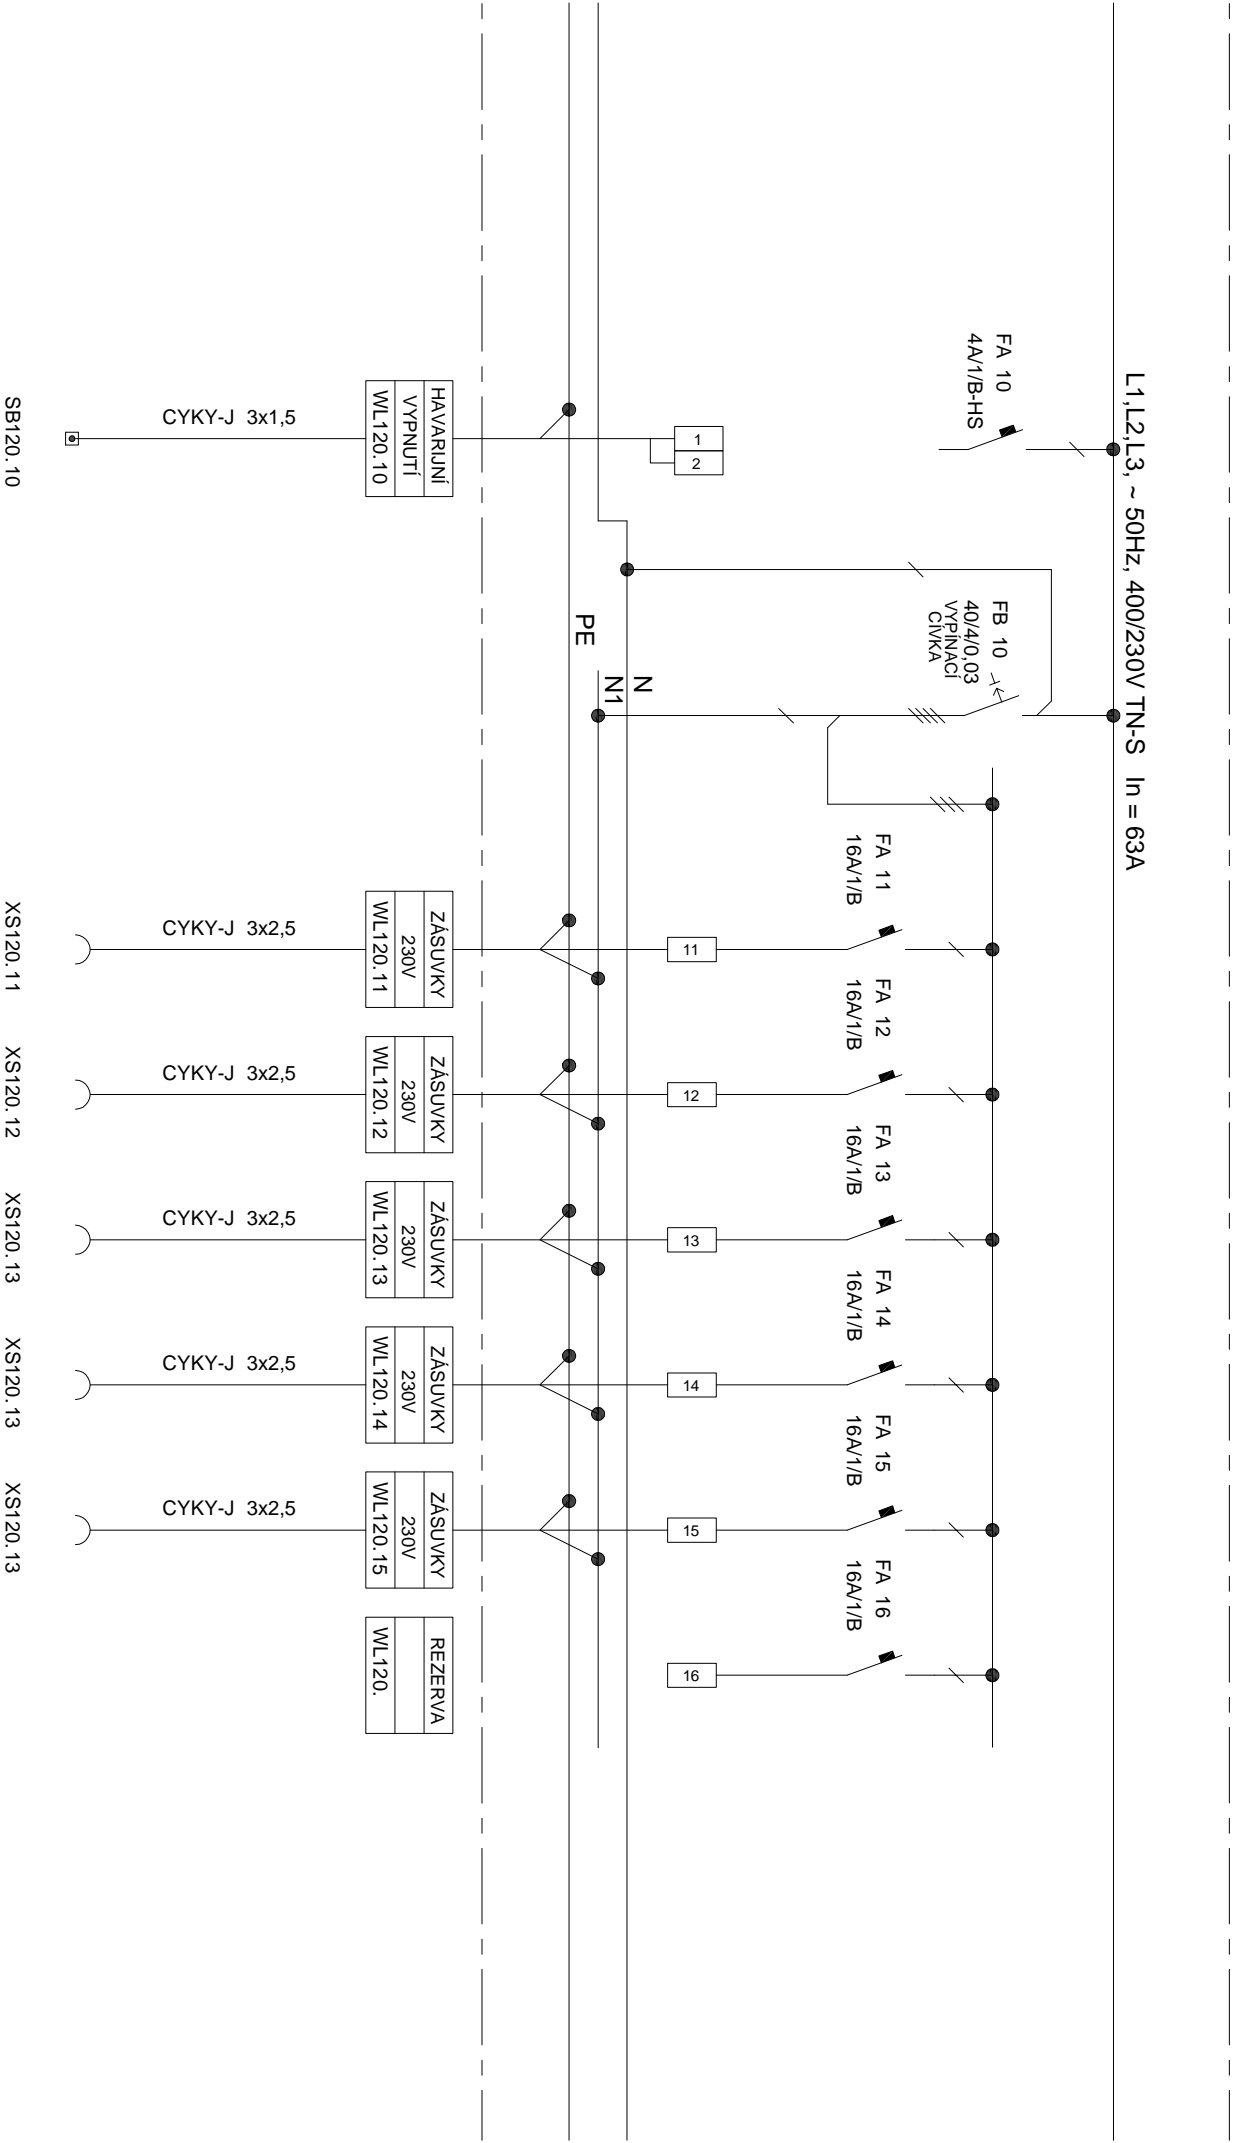 L1,L2,L3, ~ 50Hz, 400/230V TN-S In = 63A
FA 10
4A/1/B-HS
FB 10
40/4/0,03
VYPÍNACÍ
CÍVKA
FA 11
16A/1/B
FA 12
16A/1/B
FA 13
16A/1/B
FA 14
16A/1/B
FA 15
16A/1/B
FA 16
16A/1/B
1
2
11
12
13
14
15
16
N
N1
PE
HAVARIJNÍ
VYPNUTÍ
WL120.10
ZÁSUVKY
230V
WL120.11
ZÁSUVKY
230V
WL120.12
ZÁSUVKY
230V
WL120.13
ZÁSUVKY
230V
WL120.14
ZÁSUVKY
230V
WL120.15
REZERVA
WL120.
CYKY-J 3x1,5
CYKY-J 3x2,5
CYKY-J 3x2,5
CYKY-J 3x2,5
CYKY-J 3x2,5
CYKY-J 3x2,5
SB120.10
XS120.11
XS120.12
XS120.13
XS120.13
XS120.13